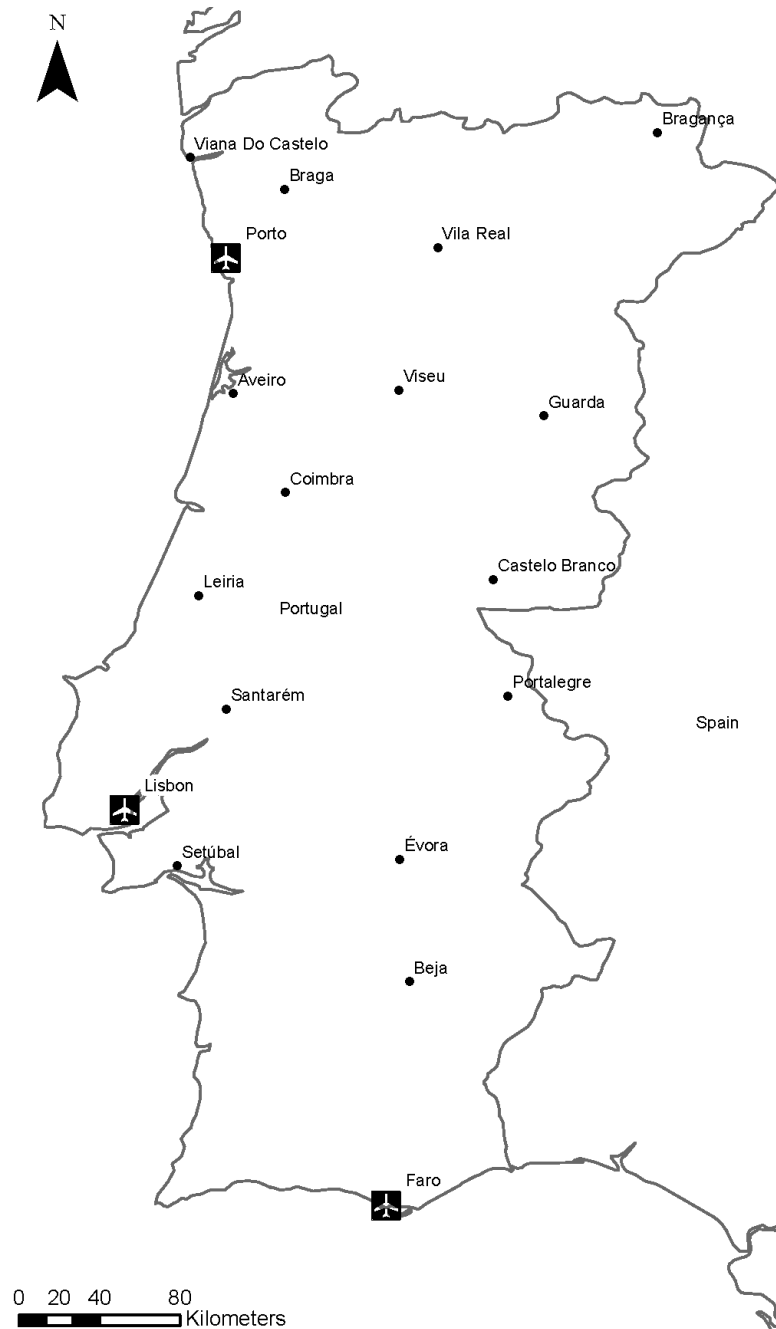 N
Bragança
Viana Do Castelo
Braga
Porto
Vila Real
Aveiro
Viseu
Guarda
Coimbra
Castelo Branco
Leiria
Portugal
Portalegre
Santarém
Spain
Lisbon
Évora
Setúbal
Beja
Faro
0 20 40 80
Kilometers